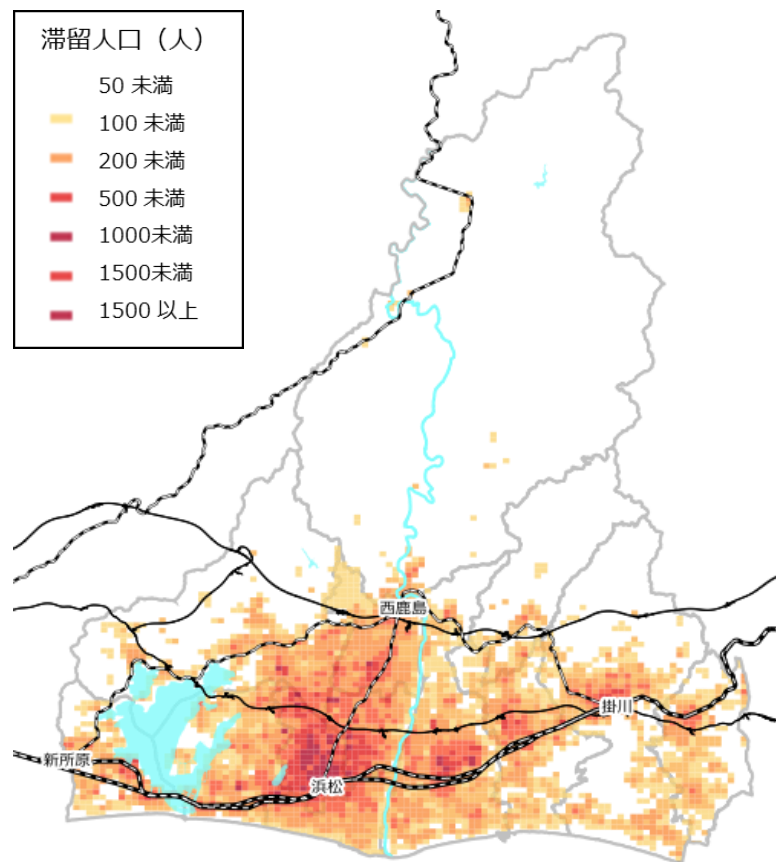 滞留人口（人）
50 未満
100 未満
200 未満
500 未満
1000未満
1500未満
1500 以上
西鹿島
掛川
新所原
浜松